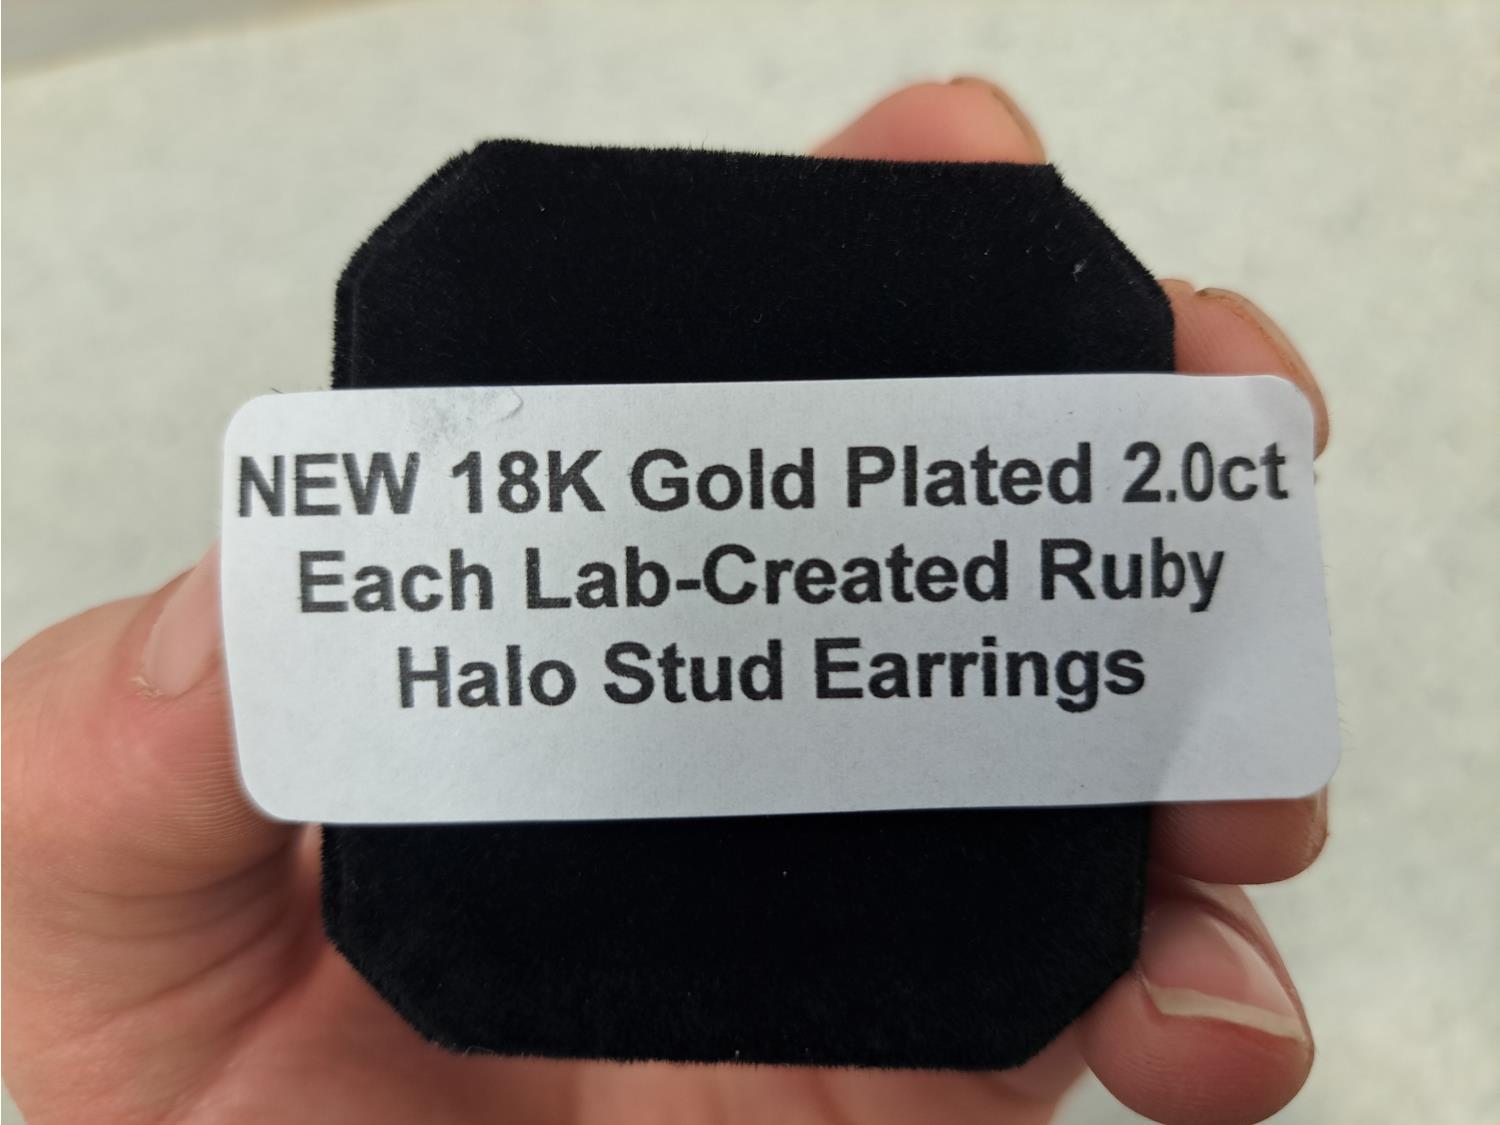 NEW 18K Gold Plated 2.0ct
Each Lab-Created Ruby
Halo Stud Earrings